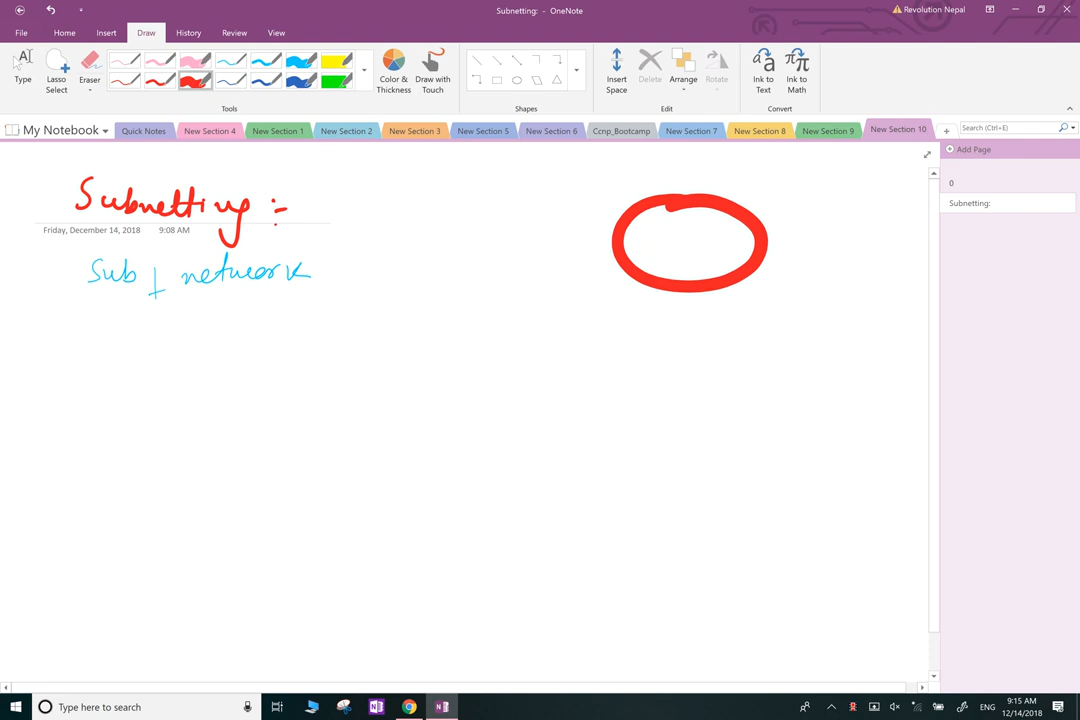 Subnetting: - OneNote
Revolution Nepal
File Home Insert Draw History Review View
Type
Lasso Select
Eraser
Color & Thickness
Draw with Touch
Insert Space
Delete
Arrange
Rotate
Ink to Text
Ink to Math
Tools Shapes Edit Convert
My Notebook Quick Notes New Section 4 New Section 1 New Section 2 New Section 3 New Section 5 New Section 6 Ccnp_Bootcamp New Section 7 New Section 8 New Section 9 New Section 10 Search (Ctrl+E)
Add Page
0
Subnetting:
Subnetting :-
Friday, December 14, 2018 9:08 AM
Sub + network
Type here to search
ENG
9:15 AM
12/14/2018